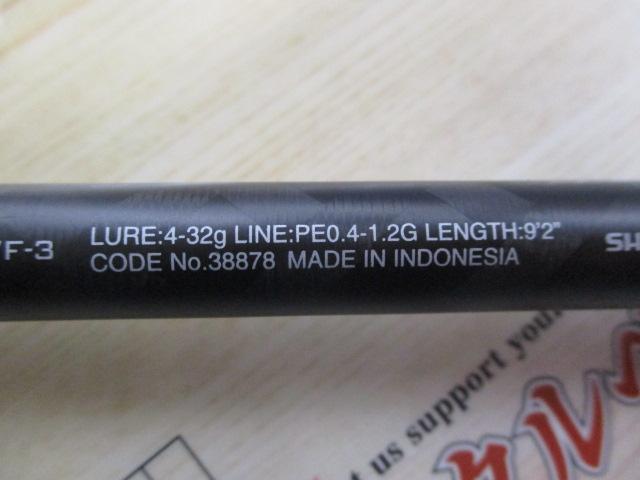 F-3 LURE:4-32g LINE:PE0.4-1.2G LENGTH:9'2" SH
CODE No.38878 MADE IN INDONESIA
us support your